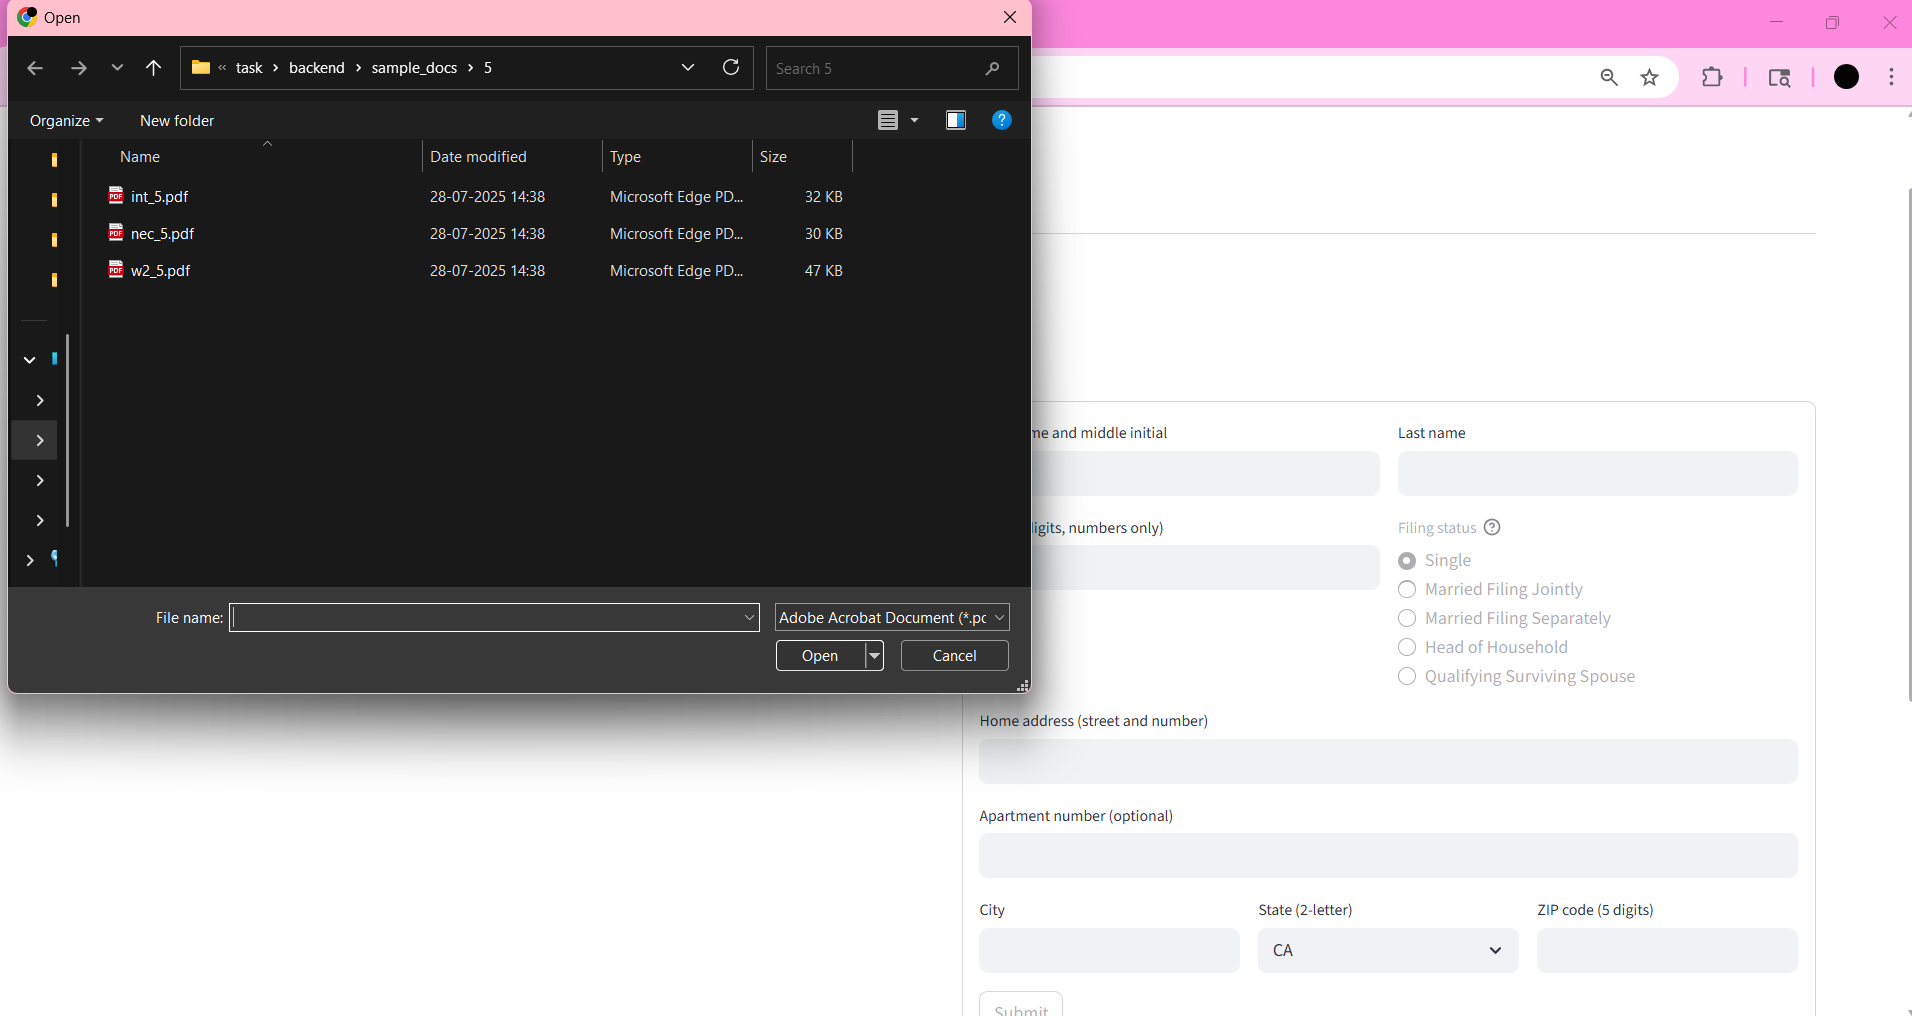 Open
« task > backend > sample_docs > 5
Search 5
Organize
New folder
Name
Date modified
Type
Size
int_5.pdf 28-07-2025 14:38 Microsoft Edge PD... 32 KB
nec_5.pdf 28-07-2025 14:38 Microsoft Edge PD... 30 KB
w2_5.pdf 28-07-2025 14:38 Microsoft Edge PD... 47 KB
File name:
Adobe Acrobat Document (*.pc
Open
Cancel
me and middle initial
Last name
igits, numbers only)
Filing status
Single
Married Filing Jointly
Married Filing Separately
Head of Household
Qualifying Surviving Spouse
Home address (street and number)
Apartment number (optional)
City
State (2-letter)
ZIP code (5 digits)
CA
Submit